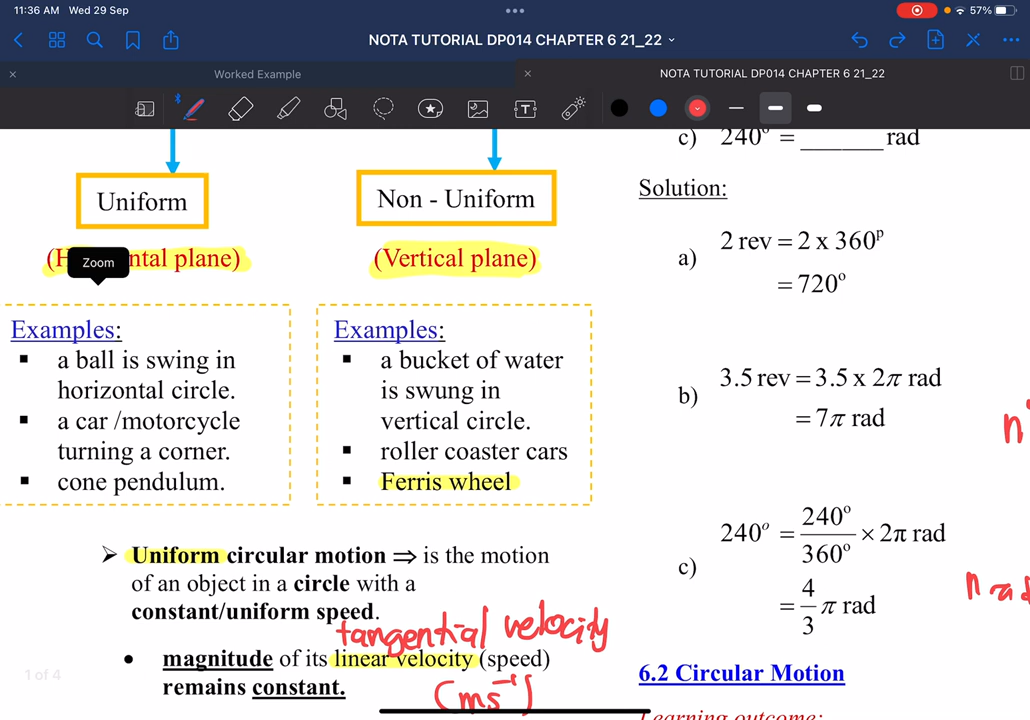 11:36 AM Wed 29 Sep
57%
NOTA TUTORIAL DP014 CHAPTER 6 21_22
Worked Example
NOTA TUTORIAL DP014 CHAPTER 6 21_22
Uniform
Non - Uniform
(Vertical plane)
Zoom
ntal plane)
Examples:
▪ a ball is swing in
horizontal circle.
▪ a car /motorcycle
turning a corner.
▪ cone pendulum.
Examples:
▪ a bucket of water
is swung in
vertical circle.
▪ roller coaster cars
▪ Ferris wheel
➢ Uniform circular motion ⇒ is the motion
of an object in a circle with a
constant/uniform speed.
tangential velocity
• magnitude of its linear velocity (speed)
remains constant.
(ms⁻¹)
1 of 4
c) 240° = ______ rad
Solution:
a) 2 rev = 2 x 360ᵖ
= 720°
b) 3.5 rev = 3.5 x 2π rad
= 7π rad
c) 240° = 240°/360° × 2π rad
= 4/3 π rad
6.2 Circular Motion
Learning outcome: